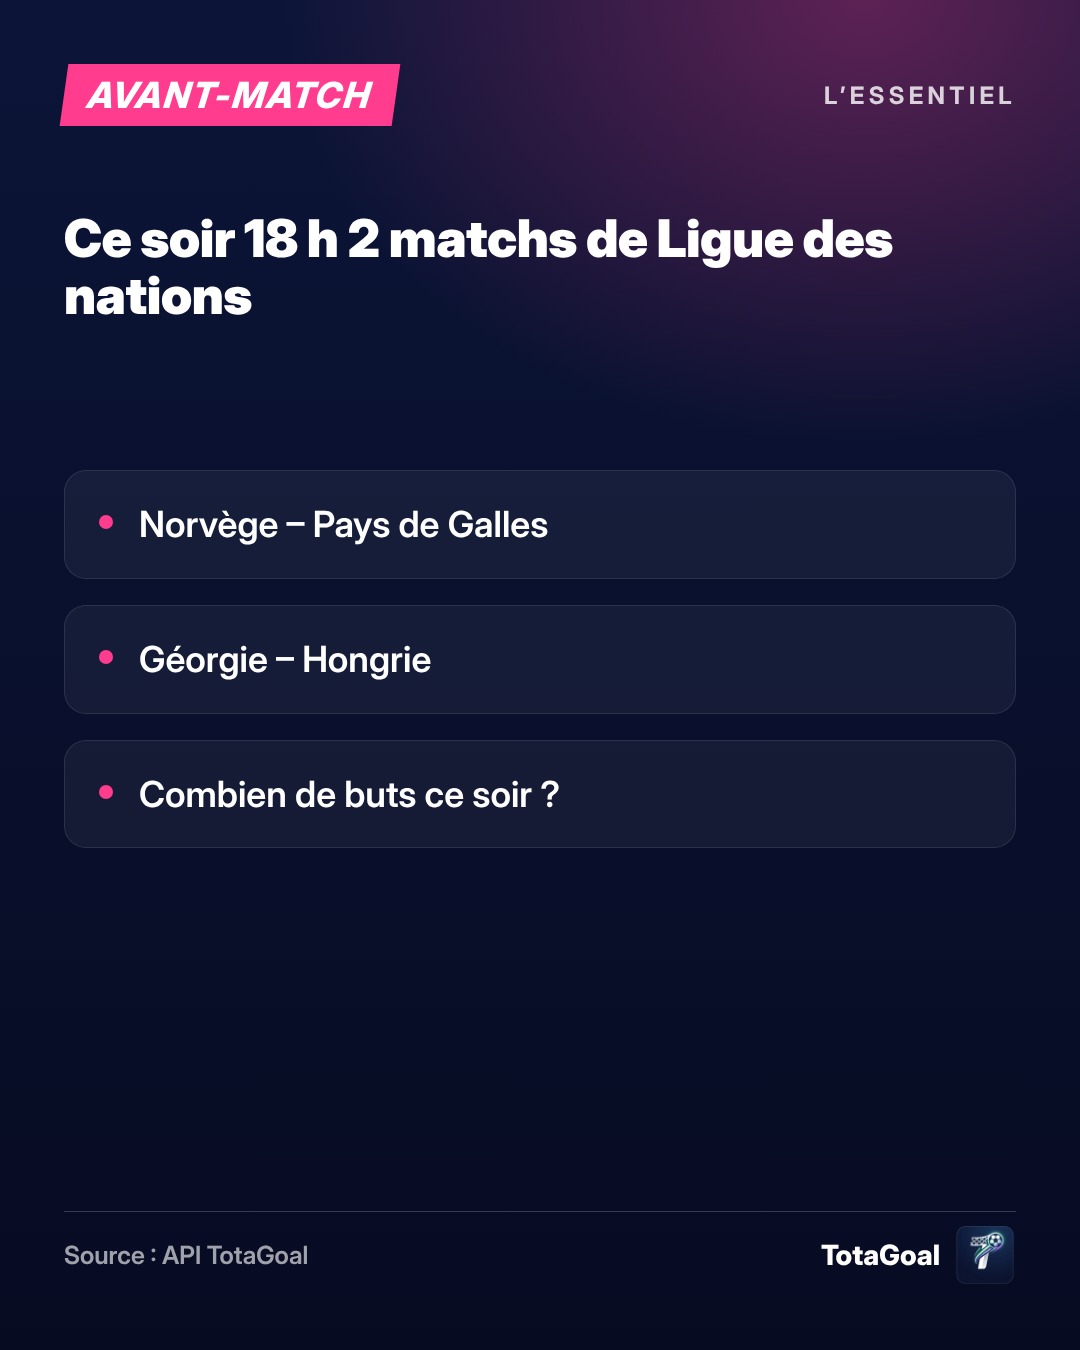 AVANT-MATCH
L'ESSENTIEL
Ce soir 18 h 2 matchs de Ligue des
nations
Norvège – Pays de Galles
Géorgie – Hongrie
Combien de buts ce soir ?
Source : API TotaGoal
TotaGoal